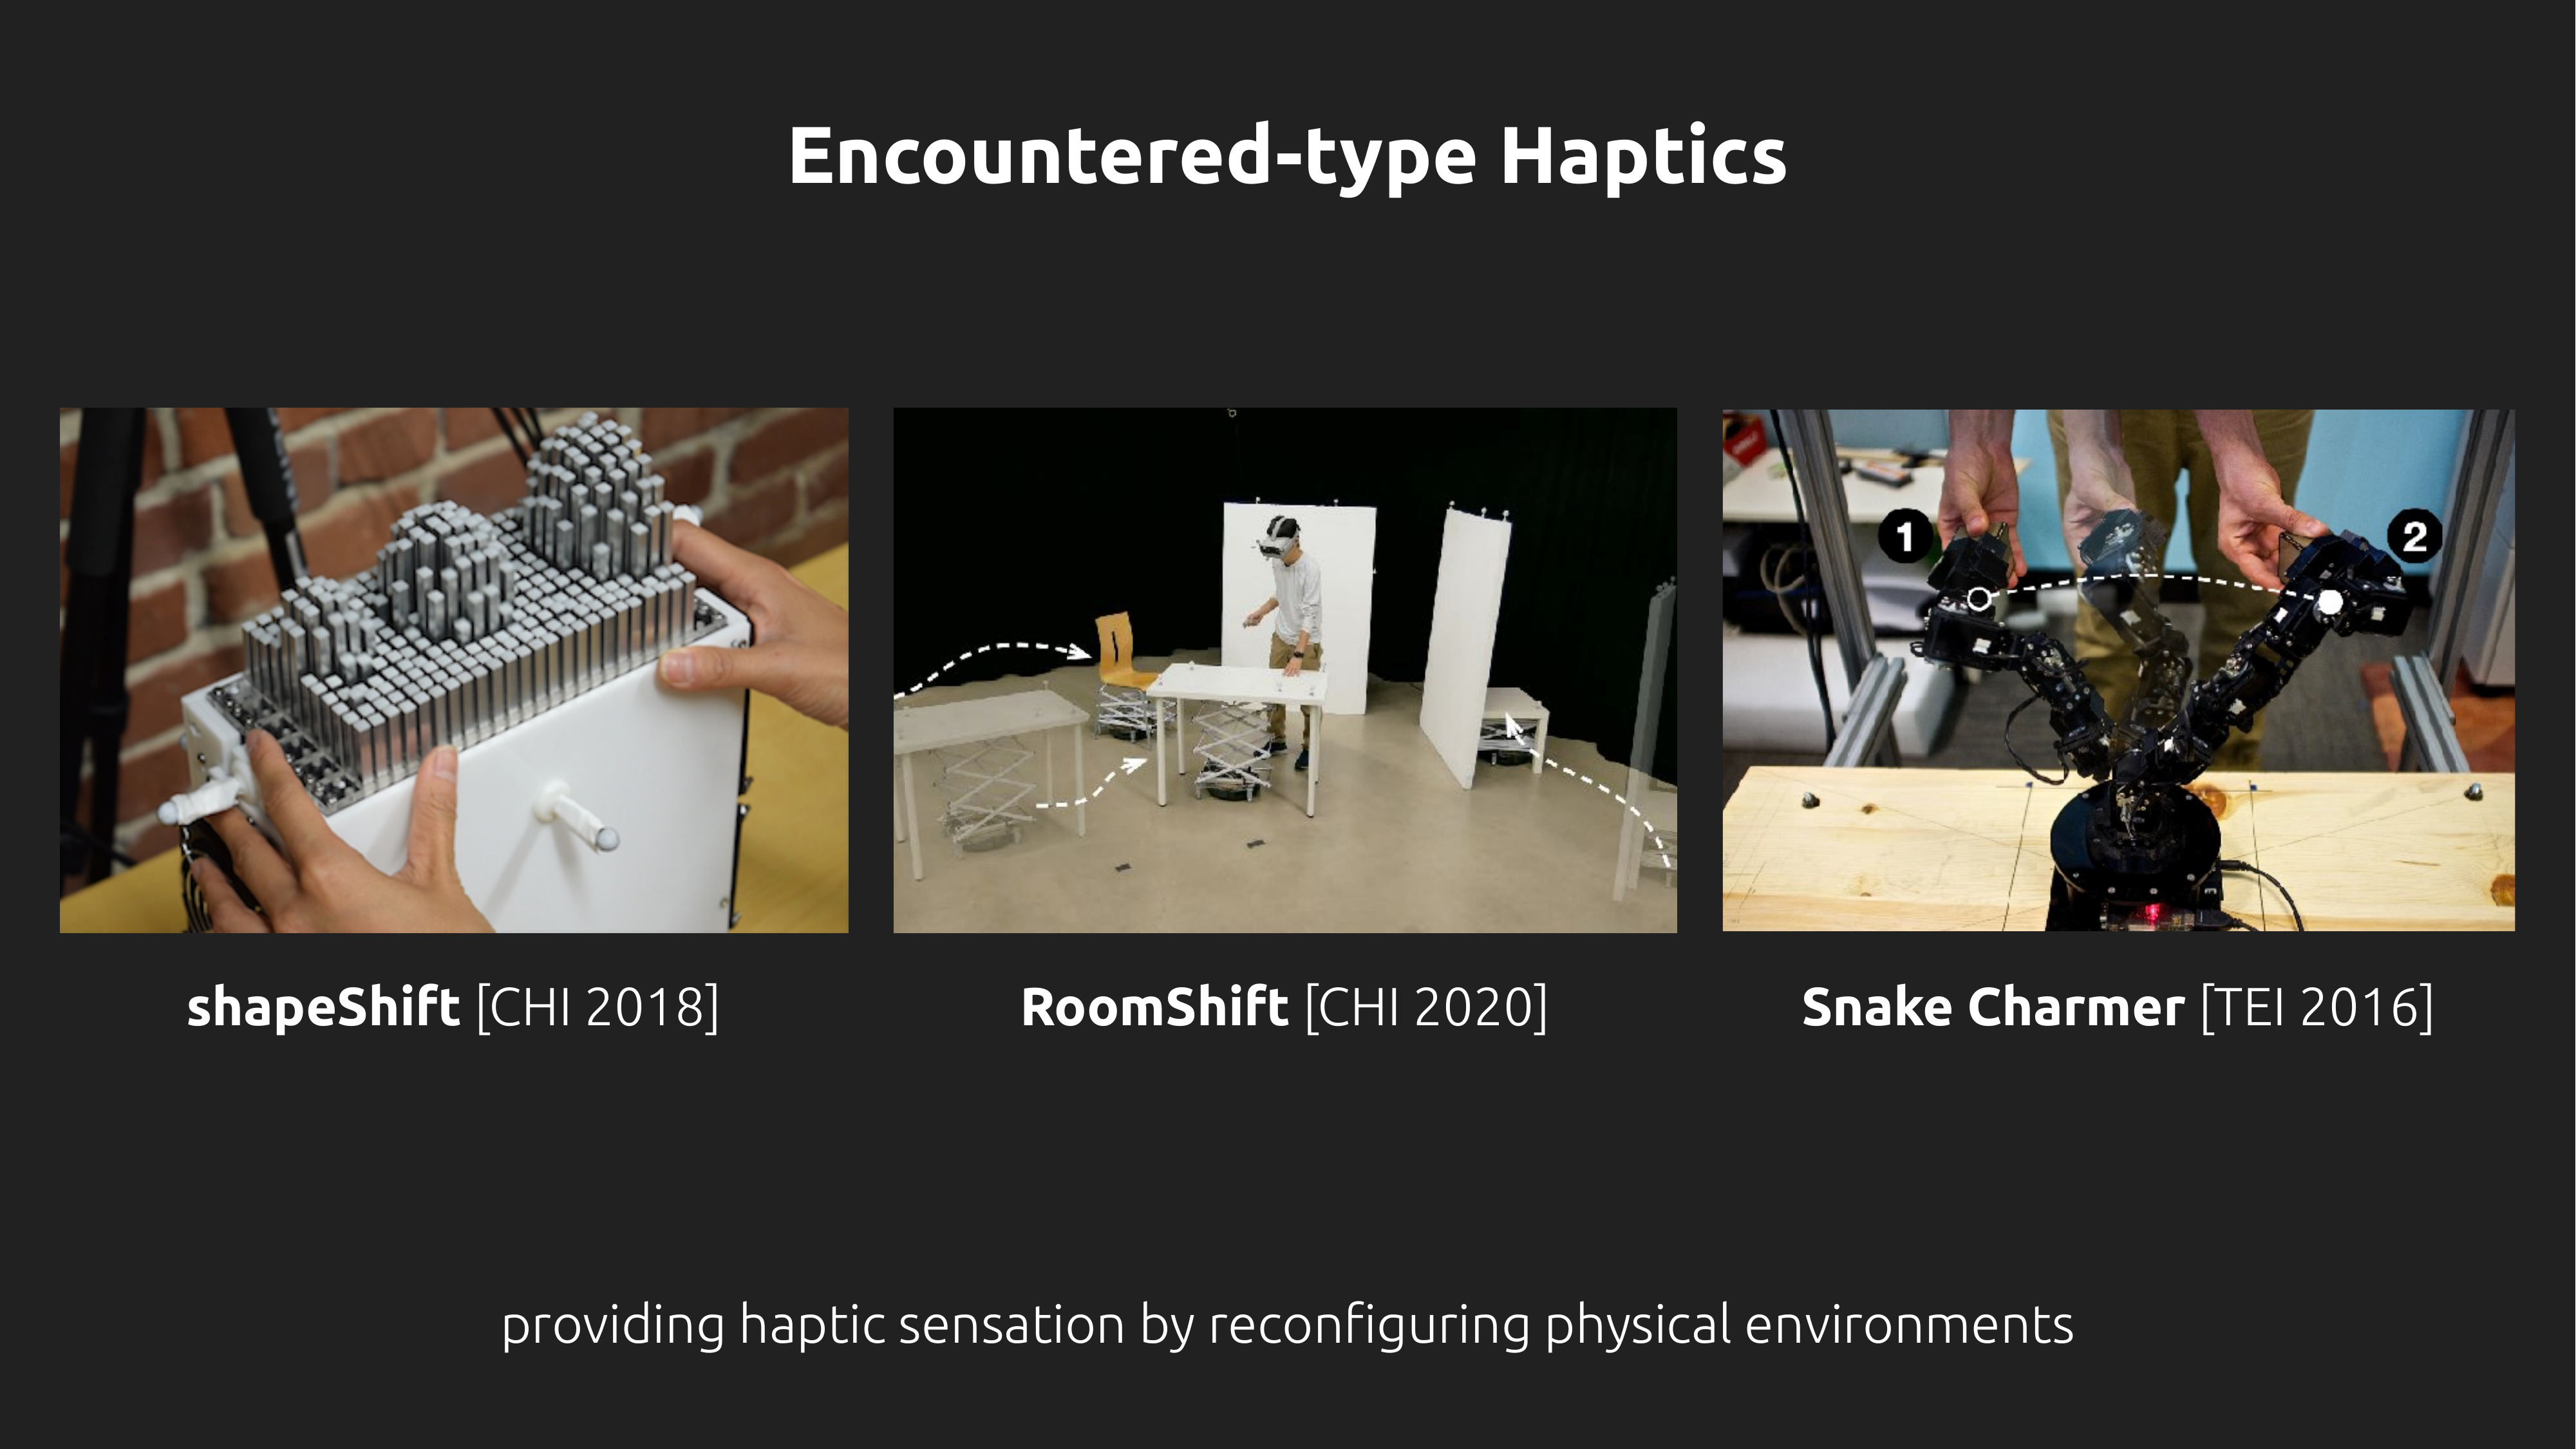 Encountered-type Haptics
1
2
shapeShift [CHI 2018]
RoomShift [CHI 2020]
Snake Charmer [TEI 2016]
providing haptic sensation by reconfiguring physical environments